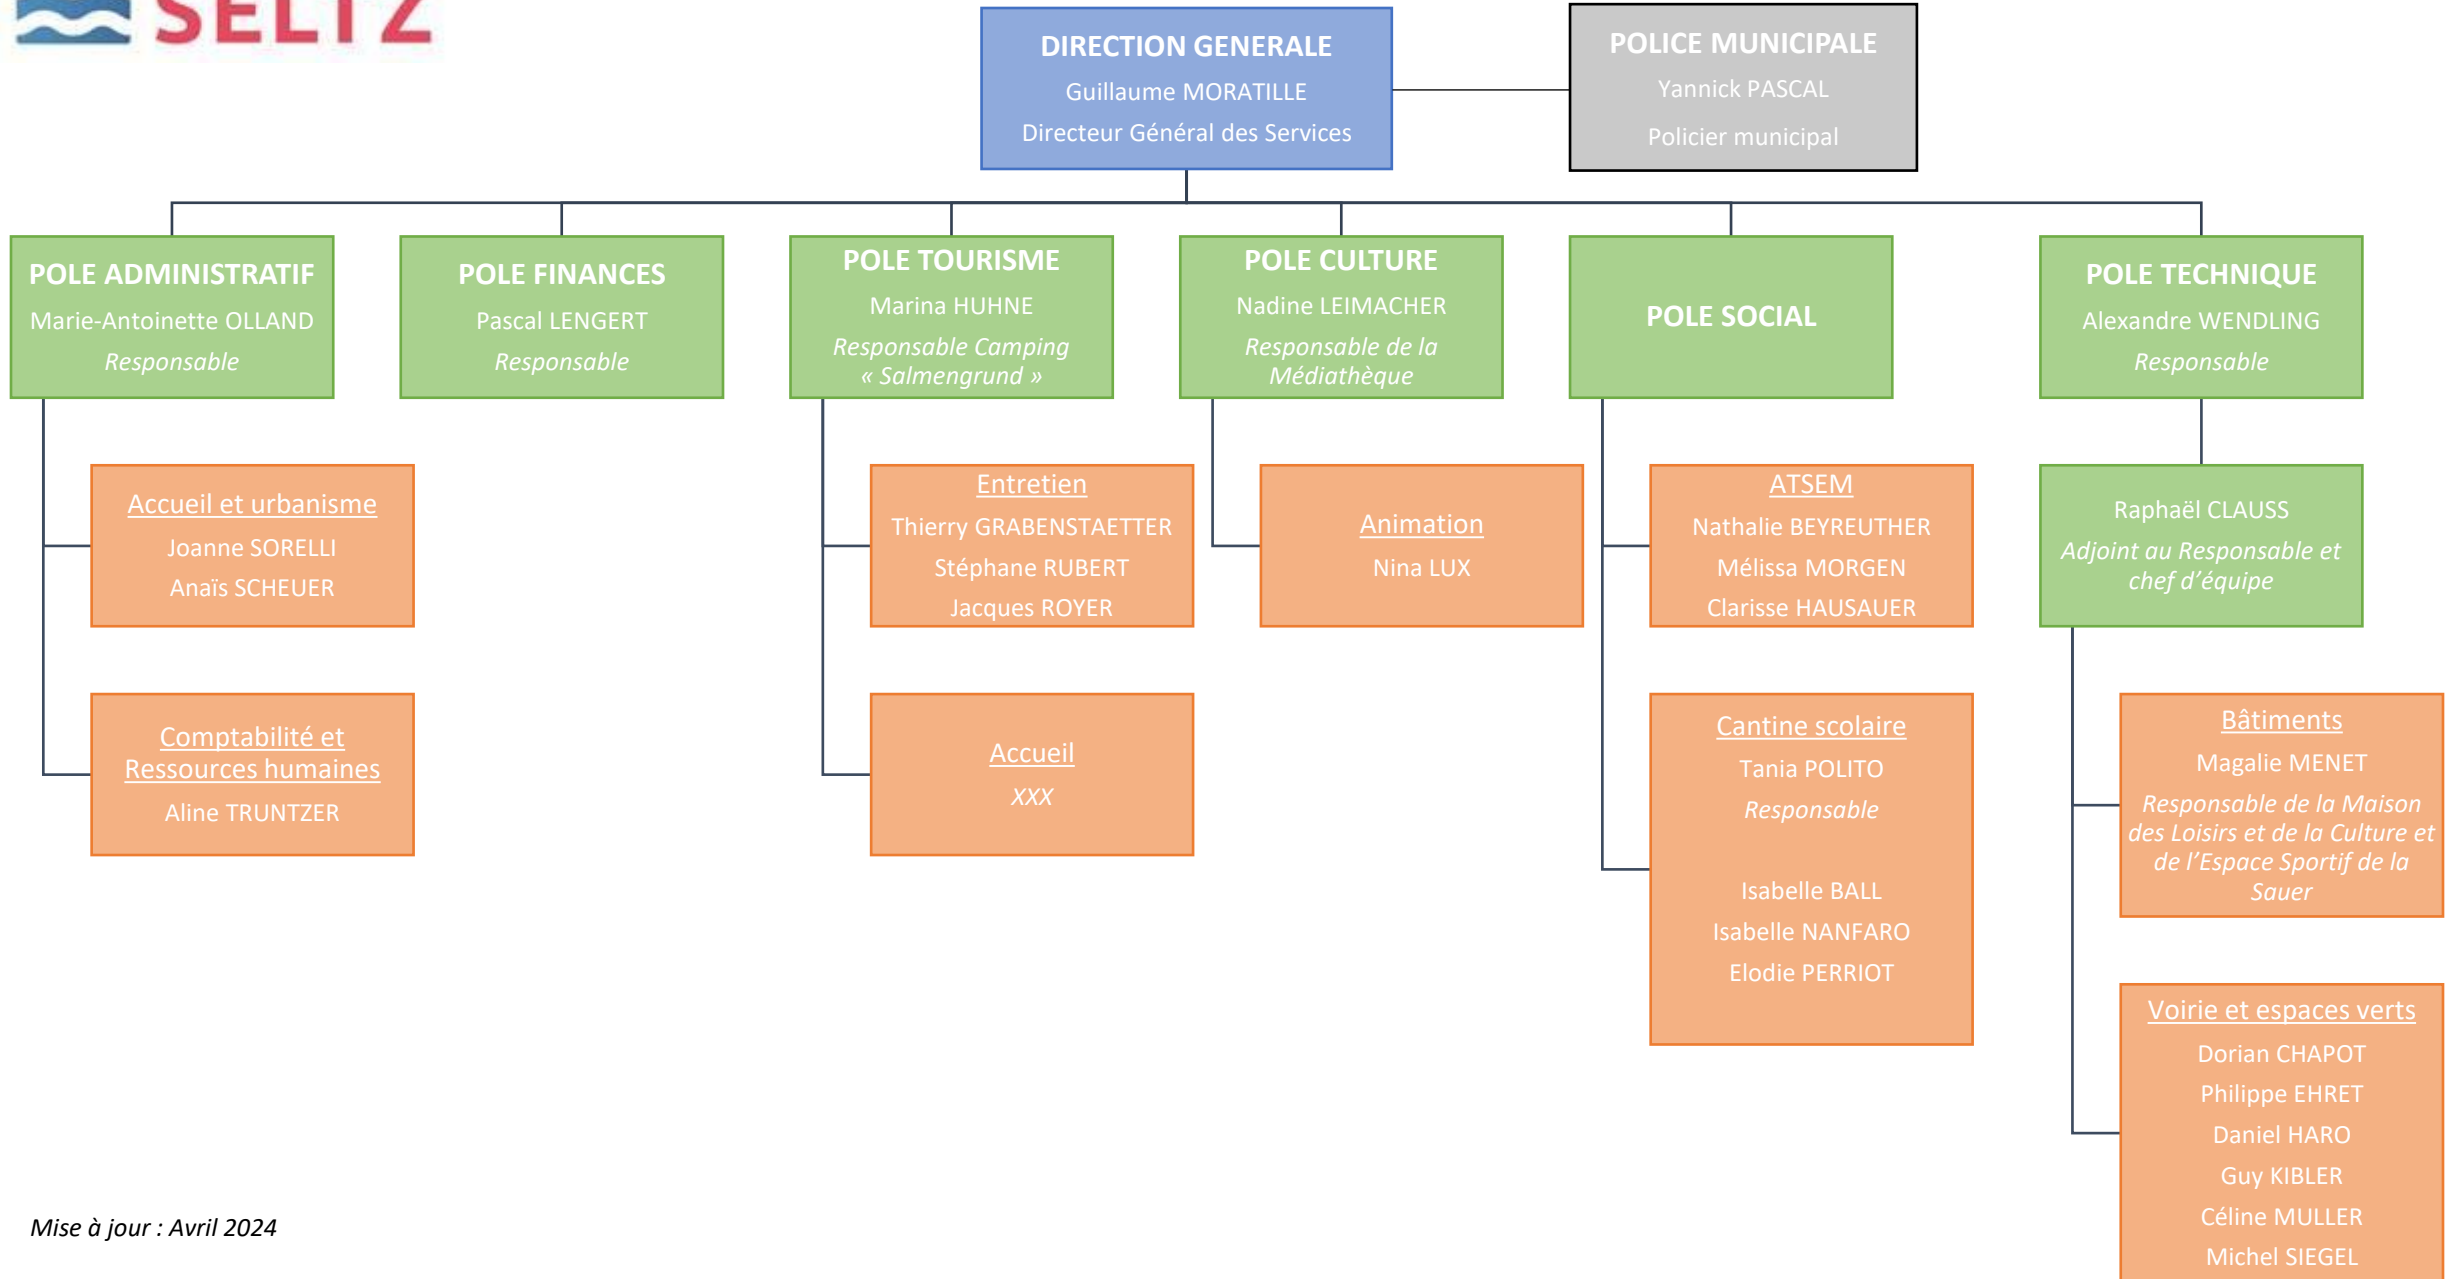 SELTZ
DIRECTION GENERALE
Guillaume MORATILLE
Directeur Général des Services
POLICE MUNICIPALE
Yannick PASCAL
Policier municipal
POLE ADMINISTRATIF
Marie-Antoinette OLLAND
Responsable
POLE FINANCES
Pascal LENGERT
Responsable
POLE TOURISME
Marina HUHNE
Responsable Camping
« Salmengrund »
POLE CULTURE
Nadine LEIMACHER
Responsable de la
Médiathèque
POLE SOCIAL
POLE TECHNIQUE
Alexandre WENDLING
Responsable
Accueil et urbanisme
Joanne SORELLI
Anaïs SCHEUER
Entretien
Thierry GRABENSTAETTER
Stéphane RUBERT
Jacques ROYER
Animation
Nina LUX
ATSEM
Nathalie BEYREUTHER
Mélissa MORGEN
Clarisse HAUSAUER
Raphaël CLAUSS
Adjoint au Responsable et
chef d’équipe
Comptabilité et
Ressources humaines
Aline TRUNTZER
Accueil
XXX
Cantine scolaire
Tania POLITO
Responsable
Isabelle BALL
Isabelle NANFARO
Elodie PERRIOT
Bâtiments
Magalie MENET
Responsable de la Maison
des Loisirs et de la Culture et
de l’Espace Sportif de la
Sauer
Voirie et espaces verts
Dorian CHAPOT
Philippe EHRET
Daniel HARO
Guy KIBLER
Céline MULLER
Michel SIEGEL
Mise à jour : Avril 2024